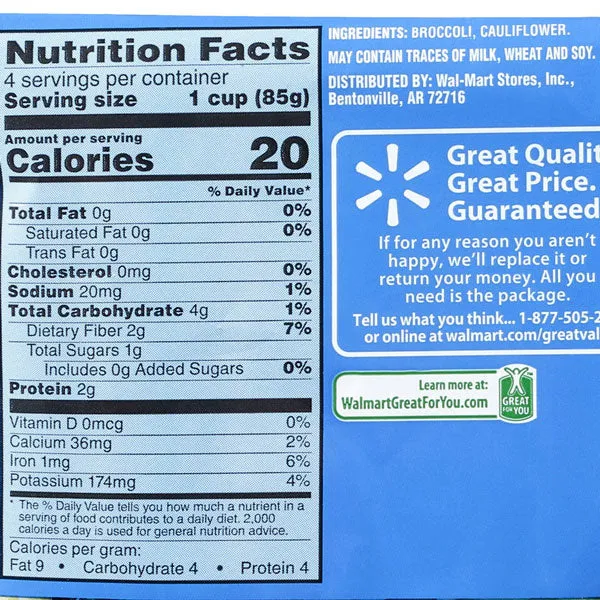 Nutrition Facts
4 servings per container
Serving size 1 cup (85g)
Amount per serving
Calories 20
% Daily Value*
Total Fat 0g 0%
Saturated Fat 0g 0%
Trans Fat 0g
Cholesterol 0mg 0%
Sodium 20mg 1%
Total Carbohydrate 4g 1%
Dietary Fiber 2g 7%
Total Sugars 1g
Includes 0g Added Sugars 0%
Protein 2g
Vitamin D 0mcg 0%
Calcium 36mg 2%
Iron 1mg 6%
Potassium 174mg 4%
* The % Daily Value tells you how much a nutrient in a
serving of food contributes to a daily diet. 2,000
calories a day is used for general nutrition advice.
Calories per gram:
Fat 9 • Carbohydrate 4 • Protein 4
INGREDIENTS: BROCCOLI, CAULIFLOWER.
MAY CONTAIN TRACES OF MILK, WHEAT AND SOY.
DISTRIBUTED BY: Wal-Mart Stores, Inc.,
Bentonville, AR 72716
Great Qualit
Great Price.
Guaranteed
If for any reason you aren't
happy, we'll replace it or
return your money. All you
need is the package.
Tell us what you think... 1-877-505-2
or online at walmart.com/greatval
Learn more at:
WalmartGreatForYou.com
GREAT
FOR YOU